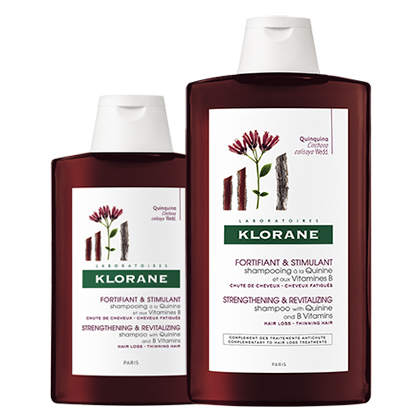 Quinquina
Cinchona
calisaya Wedd.
LABORATOIRES
KLORANE
FORTIFIANT & STIMULANT
shampooing à la Quinine
et aux Vitamines B
CHUTE DE CHEVEUX - CHEVEUX FATIGUÉS
STRENGTHENING & REVITALIZING
shampoo with Quinine
and B Vitamins
HAIR LOSS - THINNING HAIR
PARIS
Quinquina
Cinchona
calisaya Wedd.
LABORATOIRES
KLORANE
FORTIFIANT & STIMULANT
shampooing à la Quinine
et aux Vitamines B
CHUTE DE CHEVEUX - CHEVEUX FATIGUÉS
STRENGTHENING & REVITALIZING
shampoo with Quinine
and B Vitamins
HAIR LOSS - THINNING HAIR
COMPLÉMENT DES TRAITEMENTS ANTICHUTE
COMPLEMENTARY TO HAIR LOSS TREATMENTS
PARIS